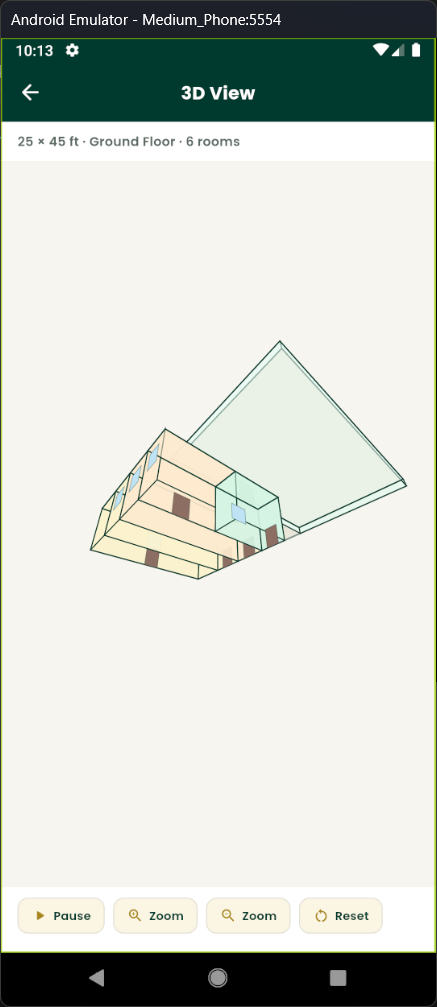 Android Emulator - Medium_Phone:5554
10:13
3D View
25 × 45 ft · Ground Floor · 6 rooms
Pause Zoom Zoom Reset